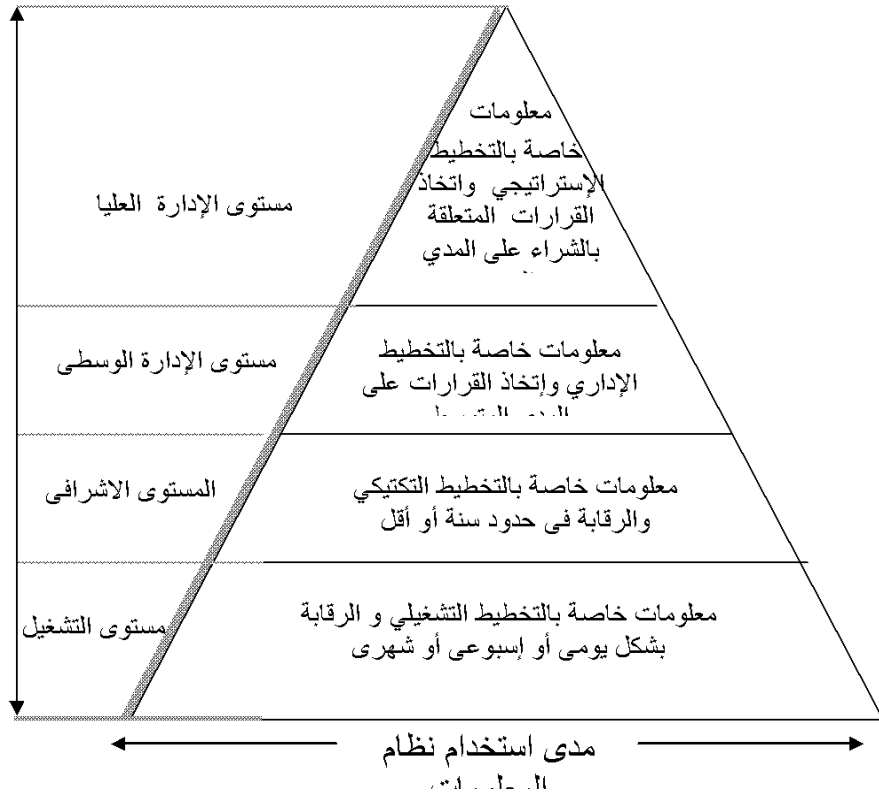 معلومات
خاصة بالتخطيط
الإستراتيجي واتخاذ
القرارات المتعلقة
بالشراء على المدي
مستوى الإدارة العليا
معلومات خاصة بالتخطيط
الإداري وإتخاذ القرارات على
مستوى الإدارة الوسطى
معلومات خاصة بالتخطيط التكتيكي
والرقابة فى حدود سنة أو أقل
المستوى الاشرافى
معلومات خاصة بالتخطيط التشغيلي و الرقابة
بشكل يومى أو إسبوعى أو شهرى
مستوى التشغيل
مدى استخدام نظام